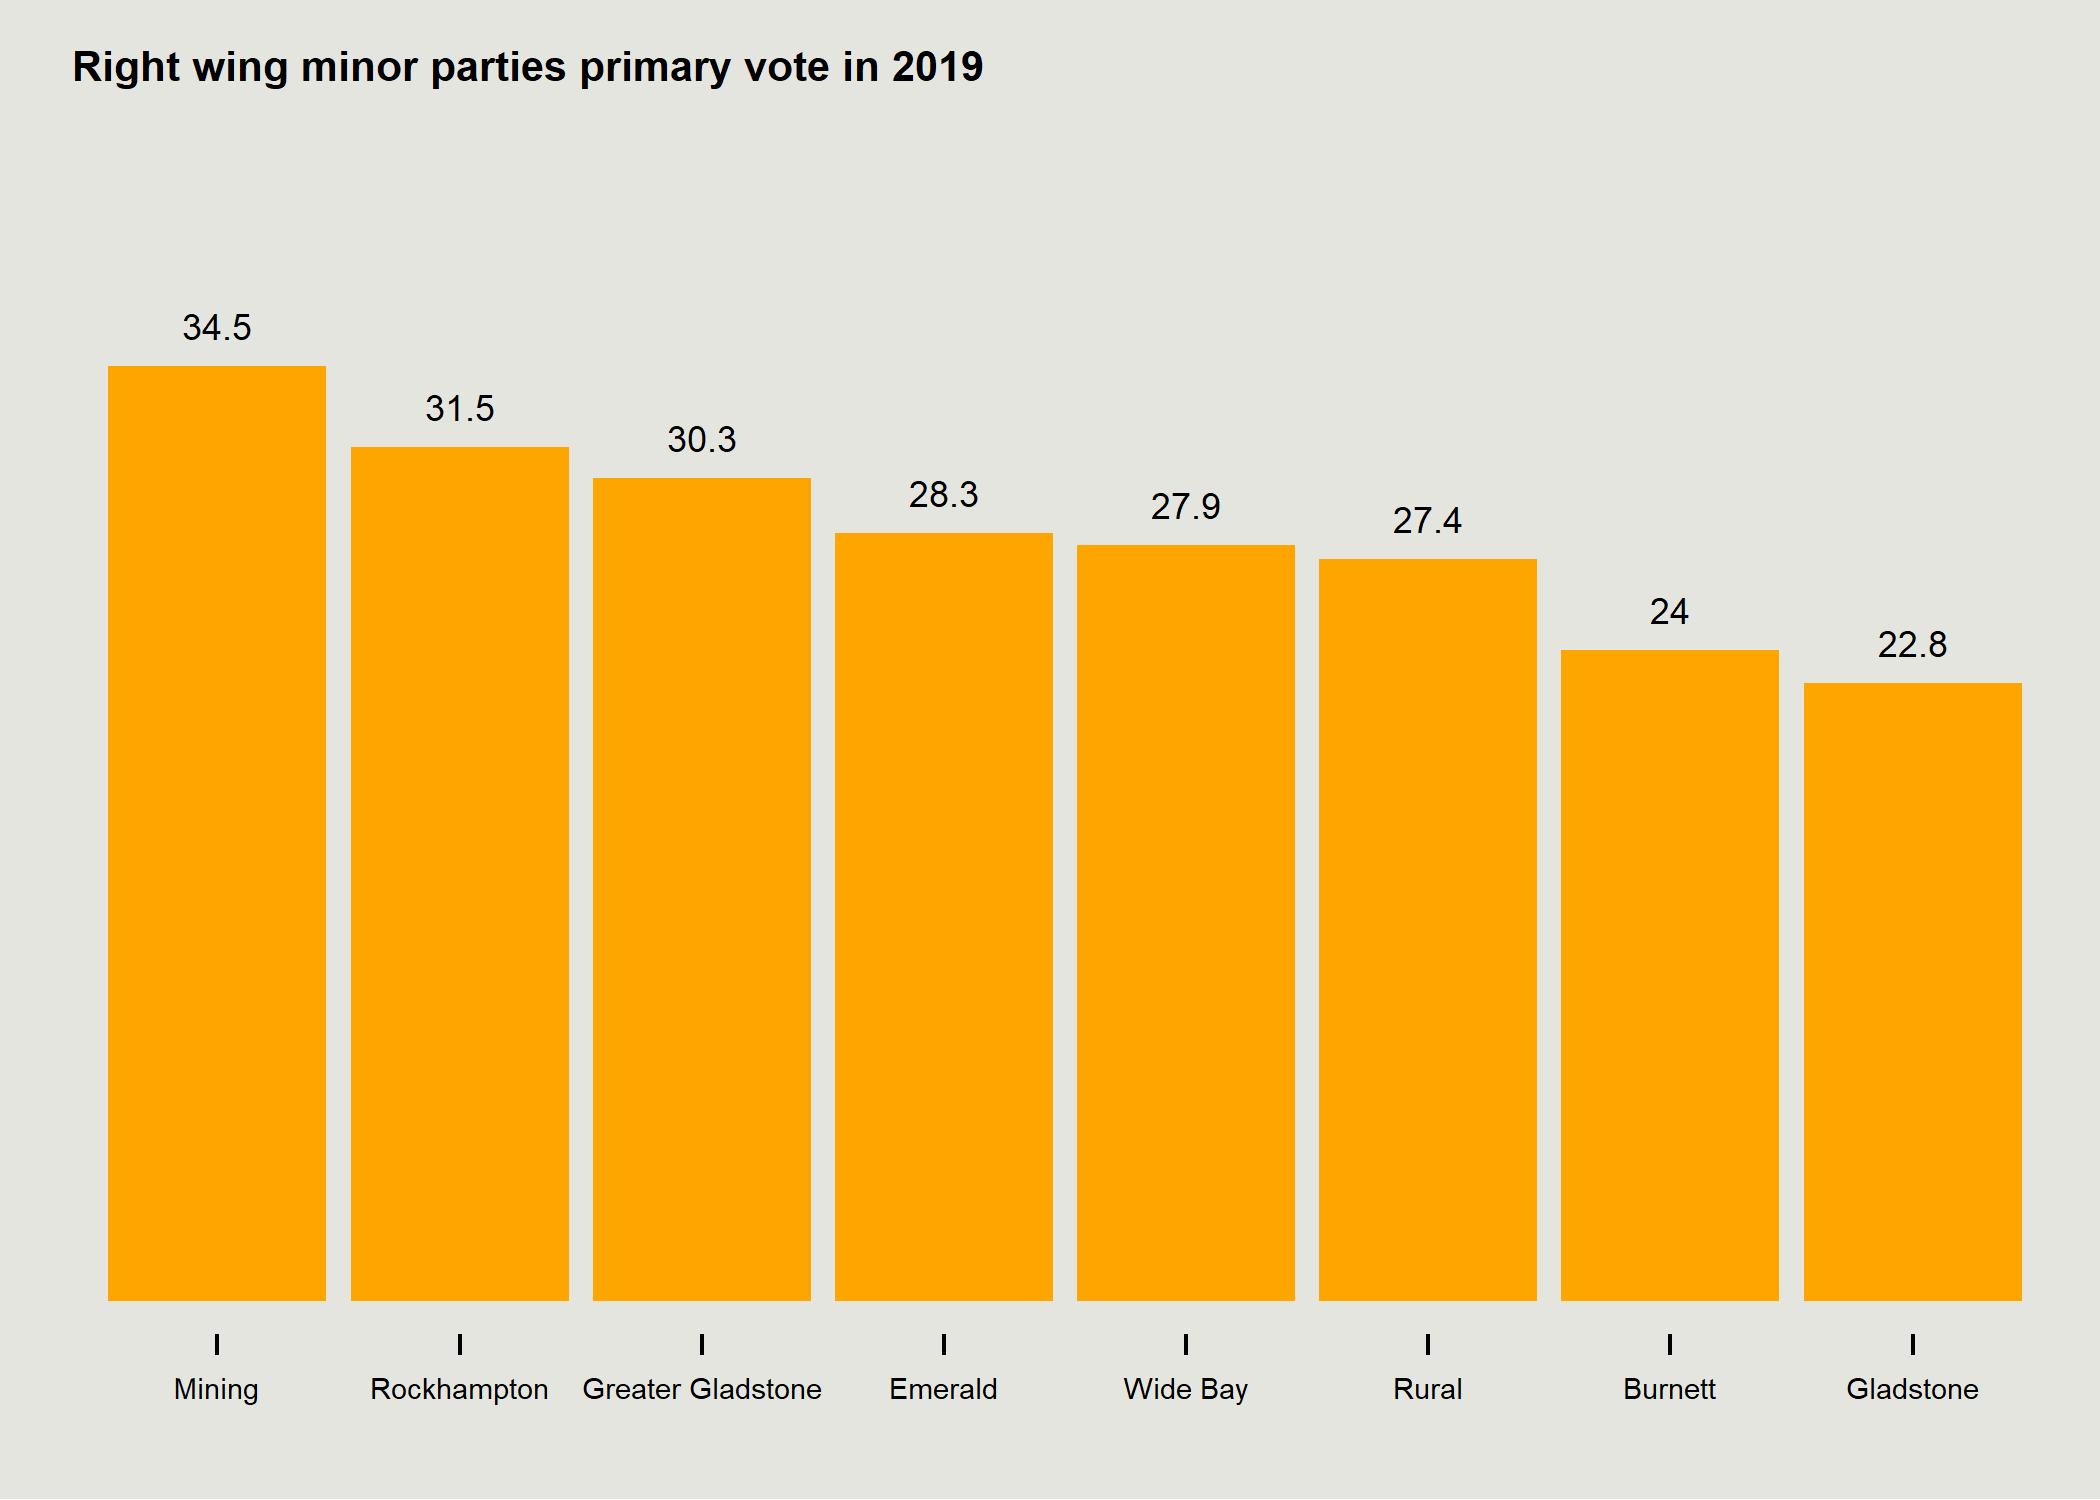 Right wing minor parties primary vote in 2019
34.5
31.5
30.3
28.3
27.9
27.4
24
22.8
Mining
Rockhampton
Greater Gladstone
Emerald
Wide Bay
Rural
Burnett
Gladstone